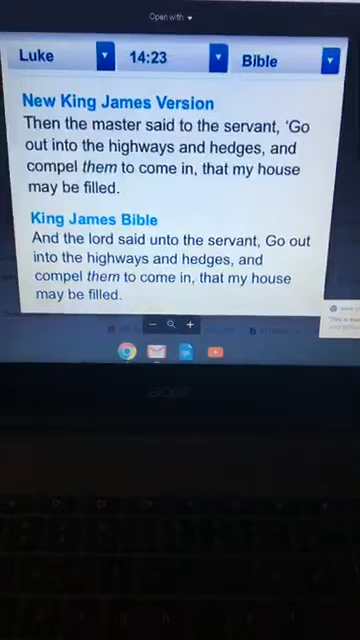 Open with
Luke 14:23 Bible
New King James Version
Then the master said to the servant, ‘Go
out into the highways and hedges, and
compel them to come in, that my house
may be filled.
King James Bible
And the lord said unto the servant, Go out
into the highways and hedges, and
compel them to come in, that my house
may be filled.
acer